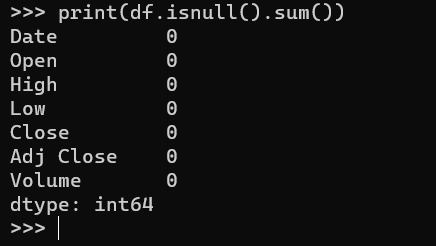 >>> print(df.isnull().sum())
Date         0
Open         0
High         0
Low          0
Close        0
Adj Close    0
Volume       0
dtype: int64
>>>